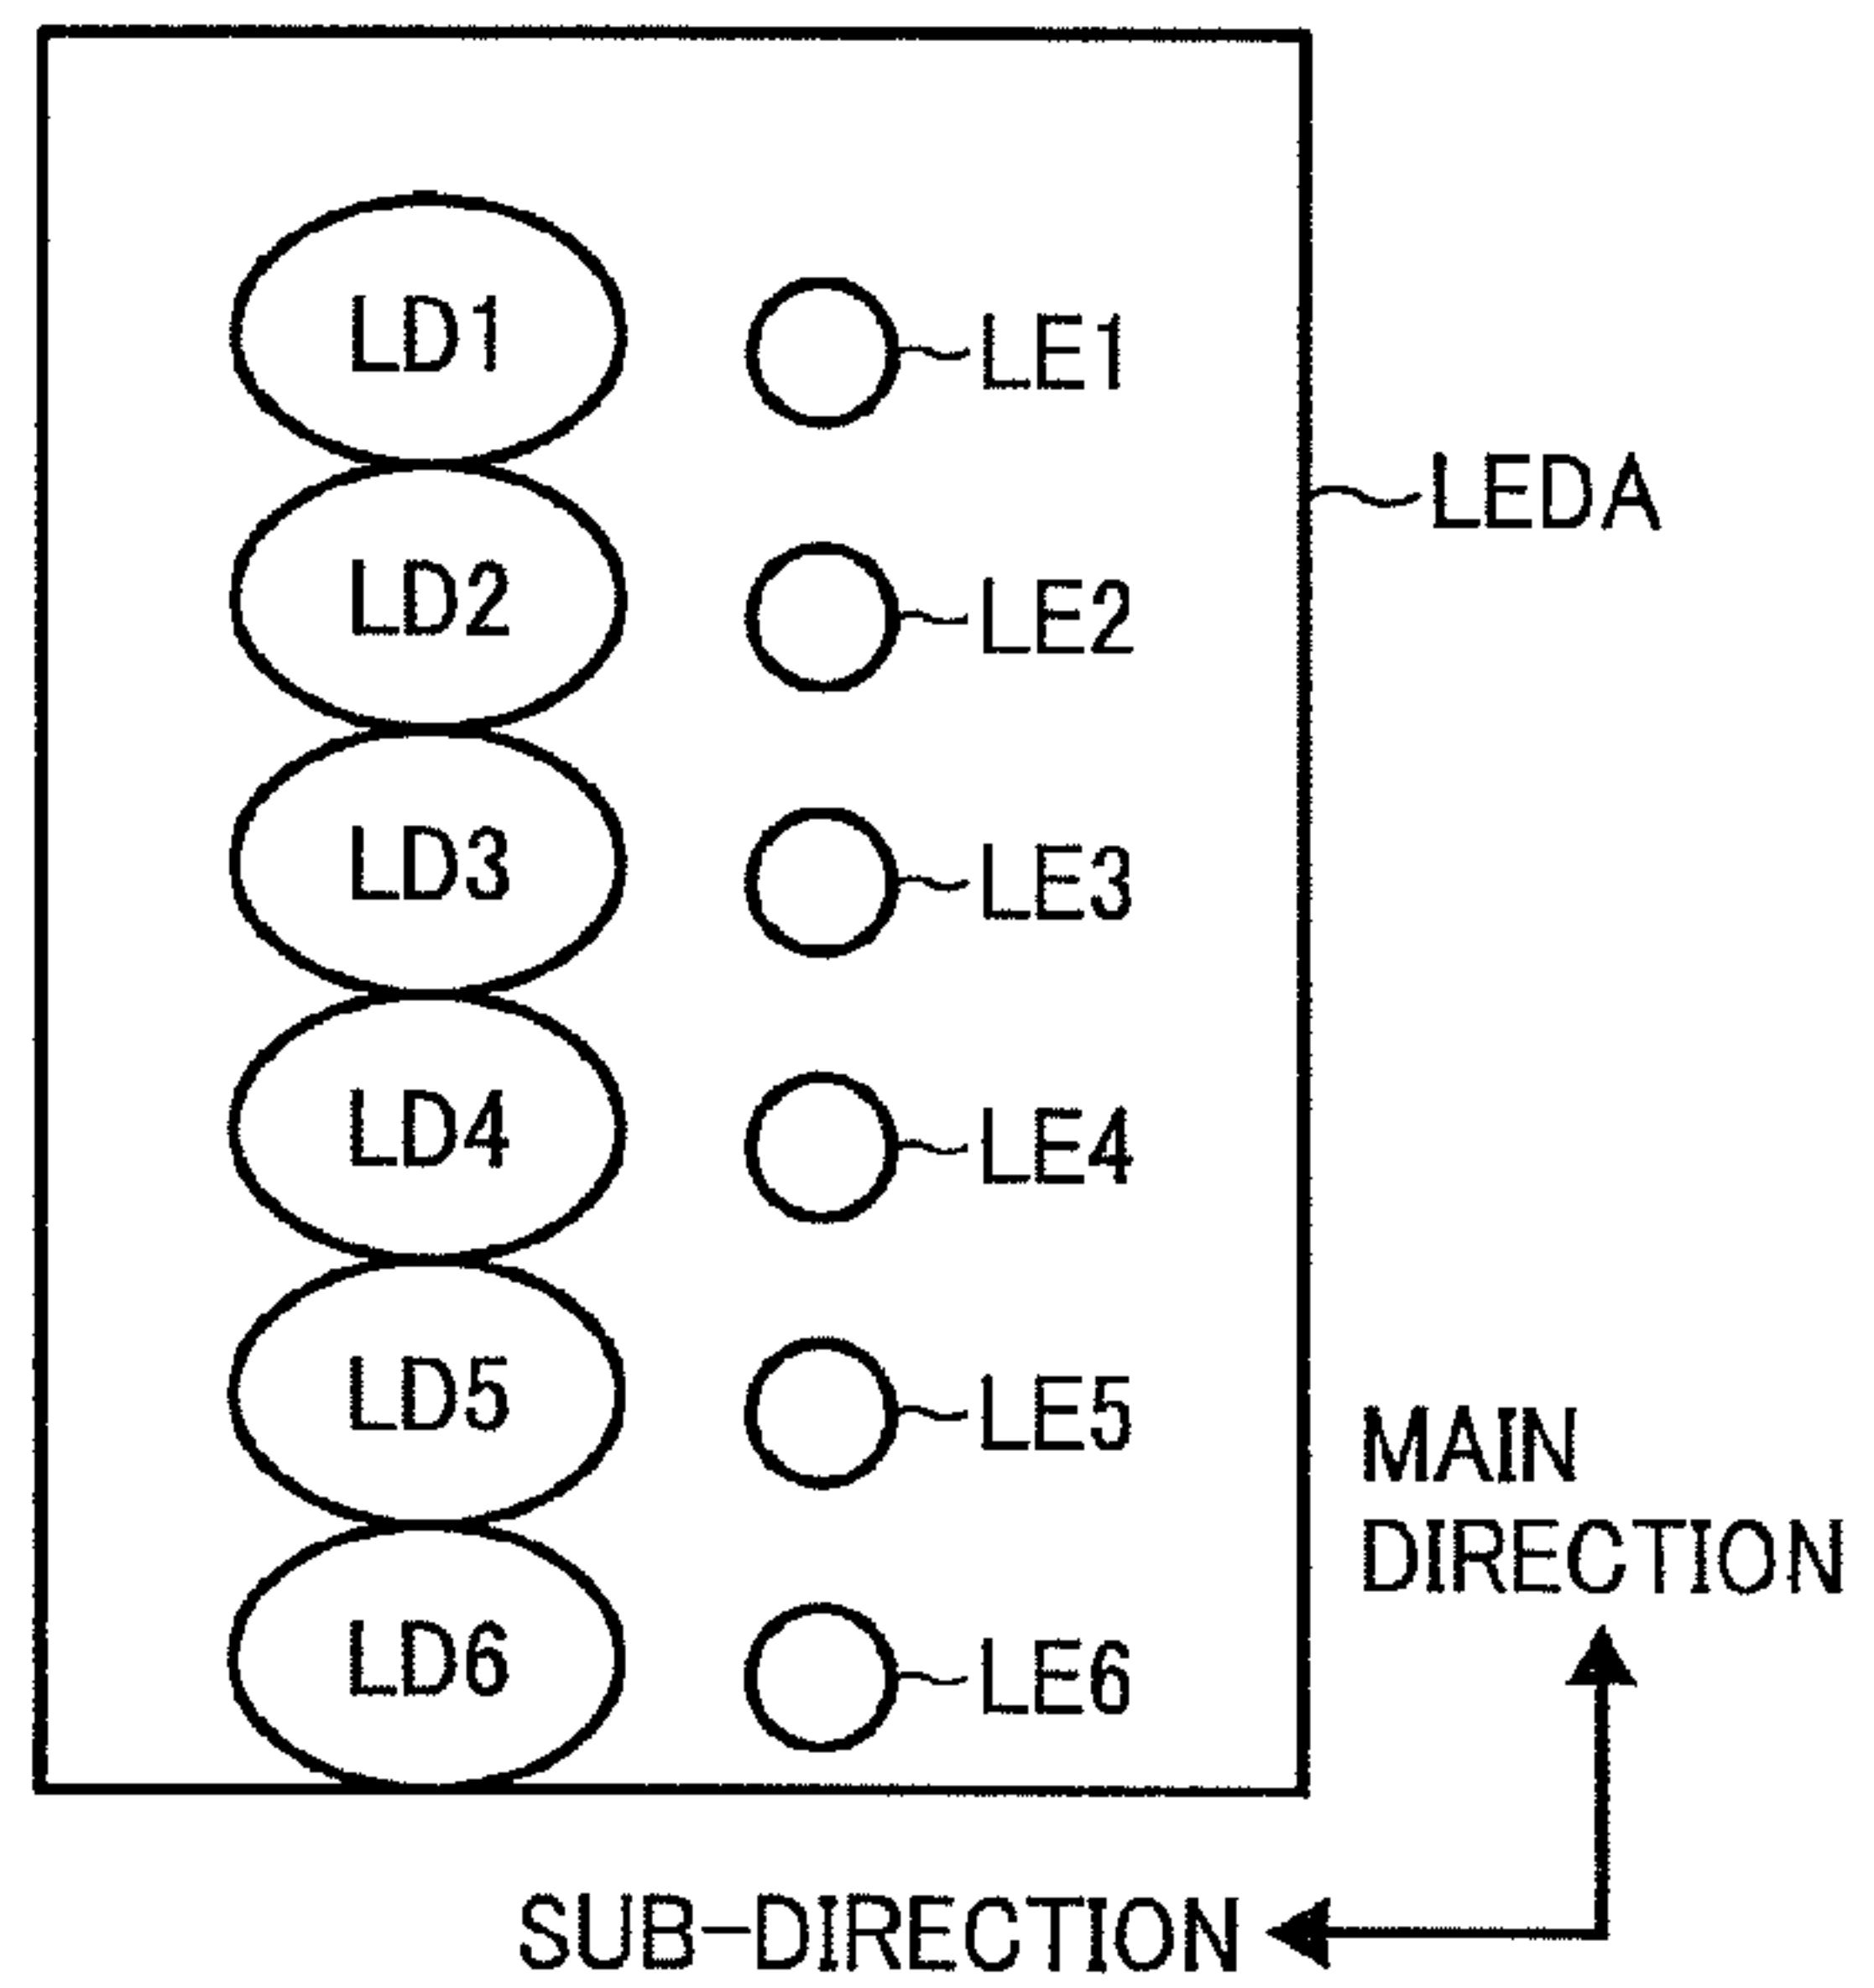 LD1
LE1
LEDA
LD2
LE2
LD3
LE3
LD4
LE4
LD5
LE5
MAIN
DIRECTION
LD6
LE6
SUB-DIRECTION